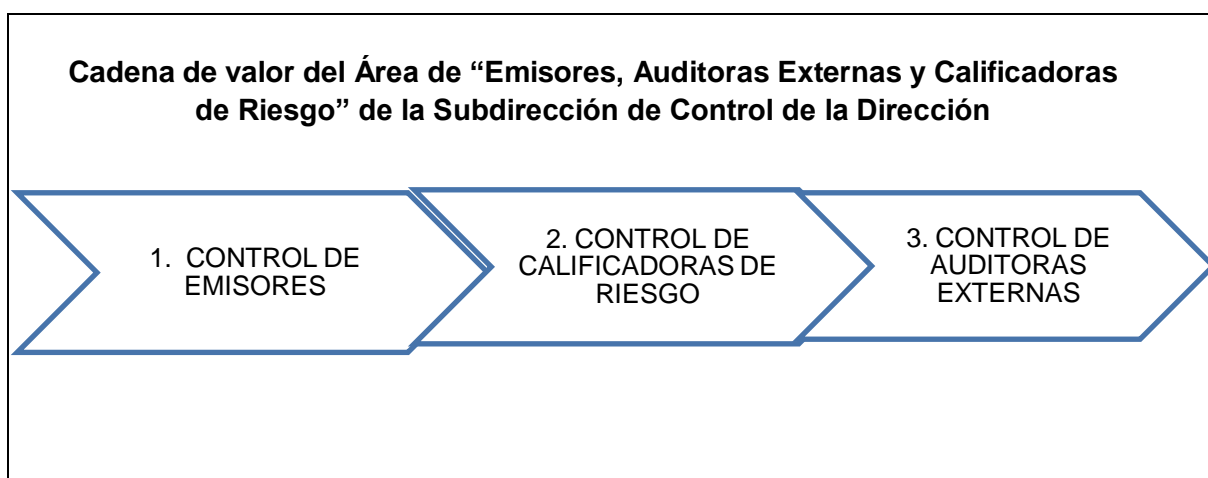 Cadena de valor del Área de “Emisores, Auditoras Externas y Calificadoras
de Riesgo” de la Subdirección de Control de la Dirección
1. CONTROL DE
EMISORES
2. CONTROL DE
CALIFICADORAS DE
RIESGO
3. CONTROL DE
AUDITORAS
EXTERNAS